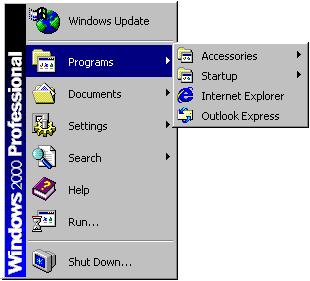 Windows 2000 Professional
Windows Update
Programs
Documents
Settings
Search
Help
Run...
Shut Down...
Accessories
Startup
Internet Explorer
Outlook Express